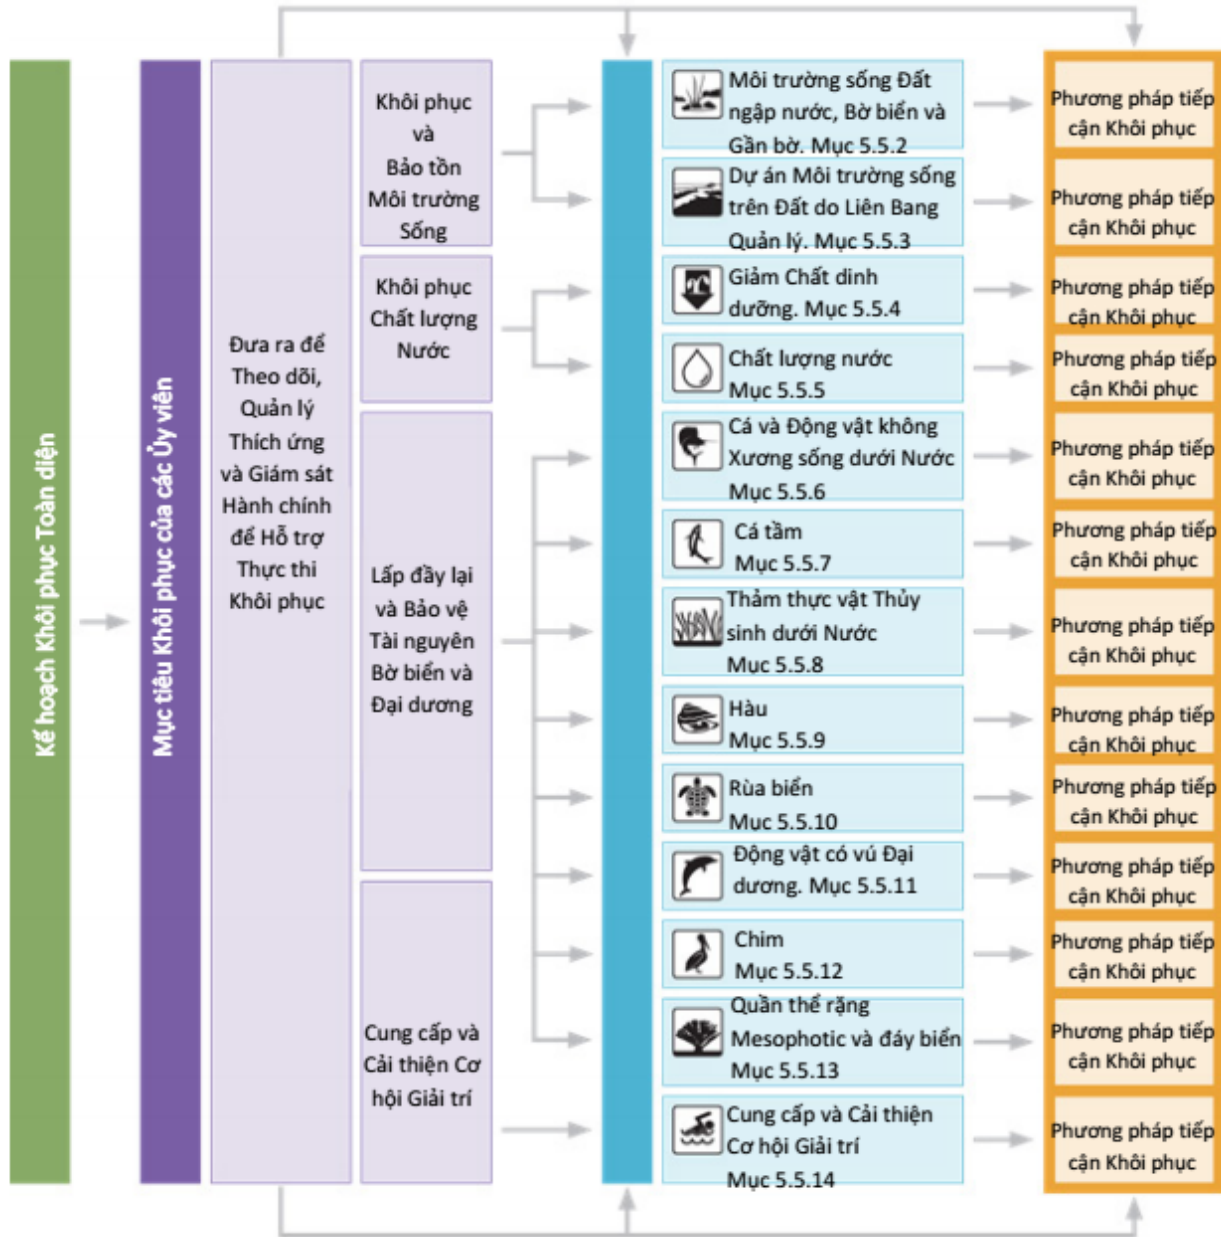 Kế hoạch Khôi phục Toàn diện
Mục tiêu Khôi phục của các Ủy viên
Đưa ra để
Theo dõi,
Quản lý
Thích ứng
và Giám sát
Hành chính
để Hỗ trợ
Thực thi
Khôi phục
Khôi phục
và
Bảo tồn
Môi trường
Sống
Khôi phục
Chất lượng
Nước
Lấp đầy lại
và Bảo vệ
Tài nguyên
Bờ biển và
Đại dương
Cung cấp và
Cải thiện Cơ
hội Giải trí
Môi trường sống Đất
ngập nước, Bờ biển và
Gần bờ. Mục 5.5.2
Phương pháp tiếp
cận Khôi phục
Dự án Môi trường sống
trên Đất do Liên Bang
Quản lý. Mục 5.5.3
Phương pháp tiếp
cận Khôi phục
Giảm Chất dinh
dưỡng. Mục 5.5.4
Phương pháp tiếp
cận Khôi phục
Chất lượng nước
Mục 5.5.5
Phương pháp tiếp
cận Khôi phục
Cá và Động vật không
Xương sống dưới Nước
Mục 5.5.6
Phương pháp tiếp
cận Khôi phục
Cá tầm
Mục 5.5.7
Phương pháp tiếp
cận Khôi phục
Thảm thực vật Thủy
sinh dưới Nước
Mục 5.5.8
Phương pháp tiếp
cận Khôi phục
Hàu
Mục 5.5.9
Phương pháp tiếp
cận Khôi phục
Rùa biển
Mục 5.5.10
Phương pháp tiếp
cận Khôi phục
Động vật có vú Đại
dương. Mục 5.5.11
Phương pháp tiếp
cận Khôi phục
Chim
Mục 5.5.12
Phương pháp tiếp
cận Khôi phục
Quần thể rặng
Mesophotic và đáy biển
Mục 5.5.13
Phương pháp tiếp
cận Khôi phục
Cung cấp và Cải thiện
Cơ hội Giải trí
Mục 5.5.14
Phương pháp tiếp
cận Khôi phục